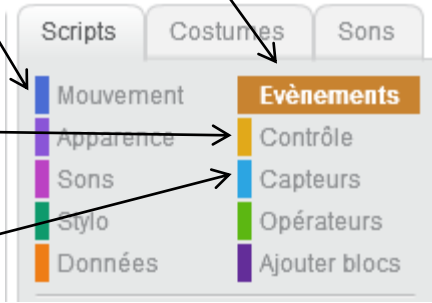 Scripts Costumes Sons
Mouvement Evènements
Apparence Contrôle
Sons Capteurs
Stylo Opérateurs
Données Ajouter blocs